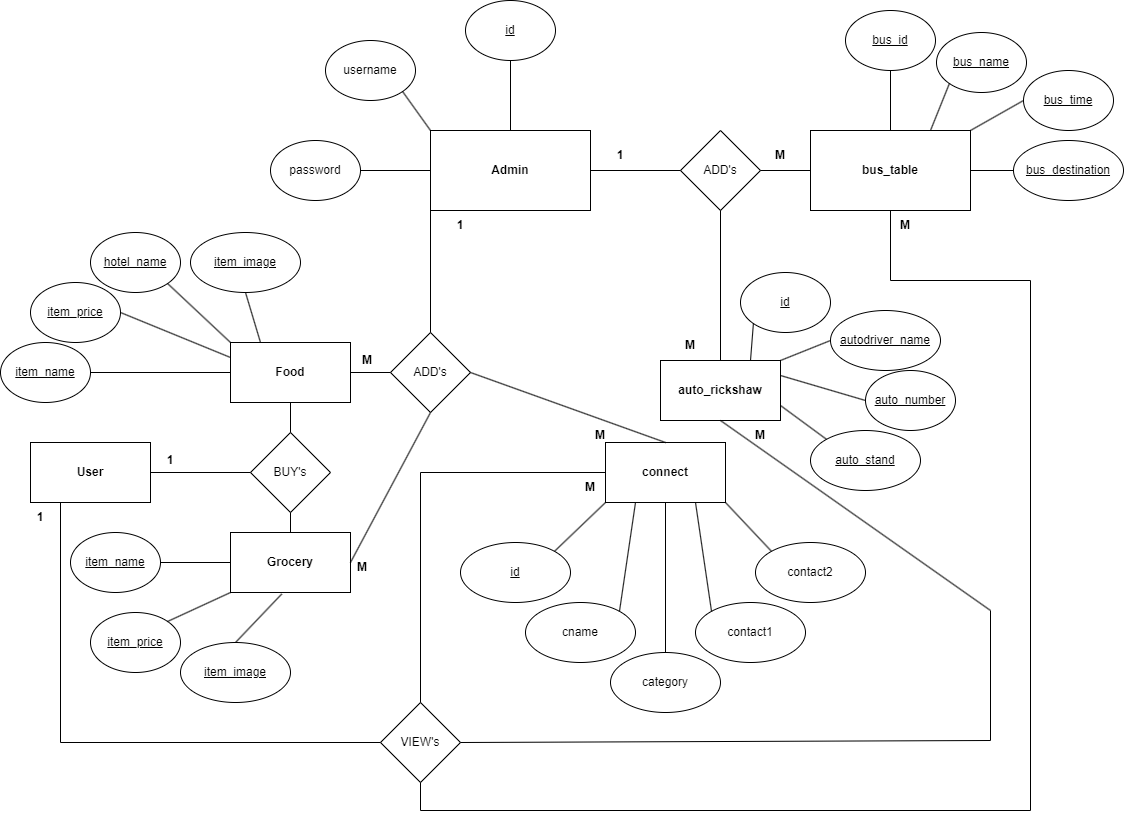 id
bus_id
username
bus_name
bus_time
1
M
password
Admin
ADD's
bus_table
bus_destination
1
M
hotel_name
item_image
item_price
id
autodriver_name
M
M
item_name
Food
ADD's
auto_rickshaw
auto_number
M
M
1
User
BUY's
connect
auto_stand
M
1
item_name
Grocery
M
id
contact2
item_price
cname
contact1
item_image
category
VIEW's